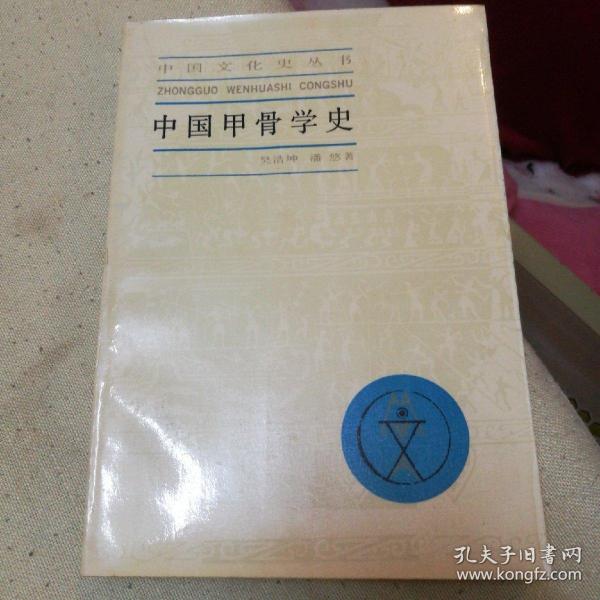 中国文化史丛书
ZHONGGUO WENHUASHI CONGSHU
中国甲骨学史
吴浩坤 潘 悠 著
孔夫子旧书网
www.kongfz.com